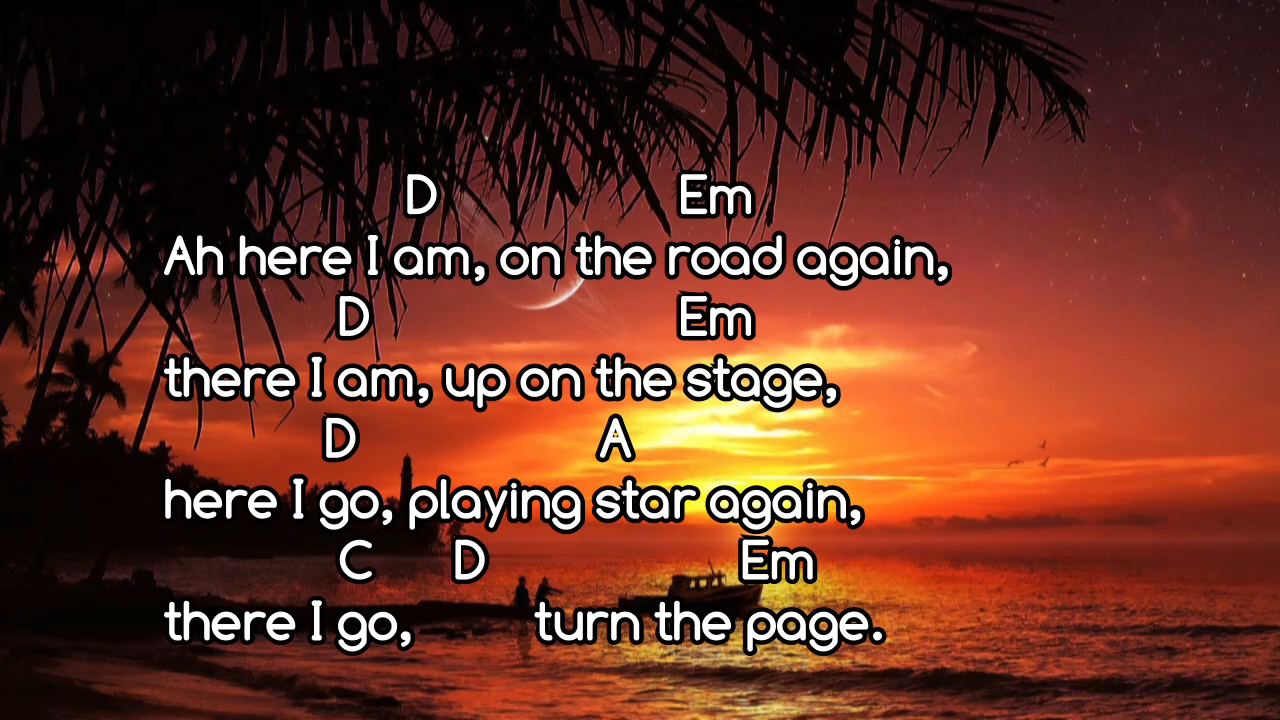 D Em
Ah here I am, on the road again,
D Em
there I am, up on the stage,
D A
here I go, playing star again,
C D Em
there I go, turn the page.